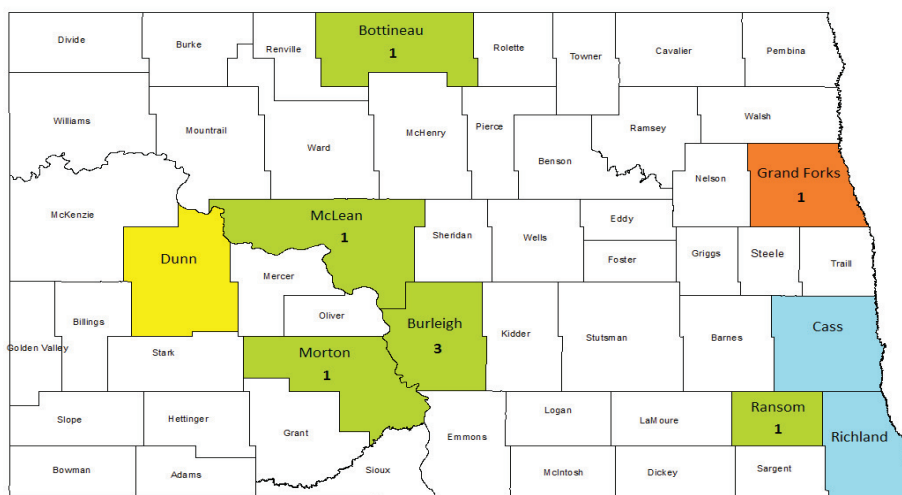 Divide
Burke
Renville
Bottineau
1
Rolette
Towner
Cavalier
Pembina
Williams
Mountrail
Ward
McHenry
Pierce
Benson
Ramsey
Walsh
Nelson
Grand Forks
1
McKenzie
Dunn
McLean
1
Mercer
Oliver
Sheridan
Wells
Eddy
Foster
Griggs
Steele
Traill
Golden Valley
Billings
Stark
Morton
1
Burleigh
3
Kidder
Stutsman
Barnes
Cass
Slope
Hettinger
Grant
Emmons
Logan
LaMoure
Ransom
1
Richland
Bowman
Adams
Sioux
McIntosh
Dickey
Sargent